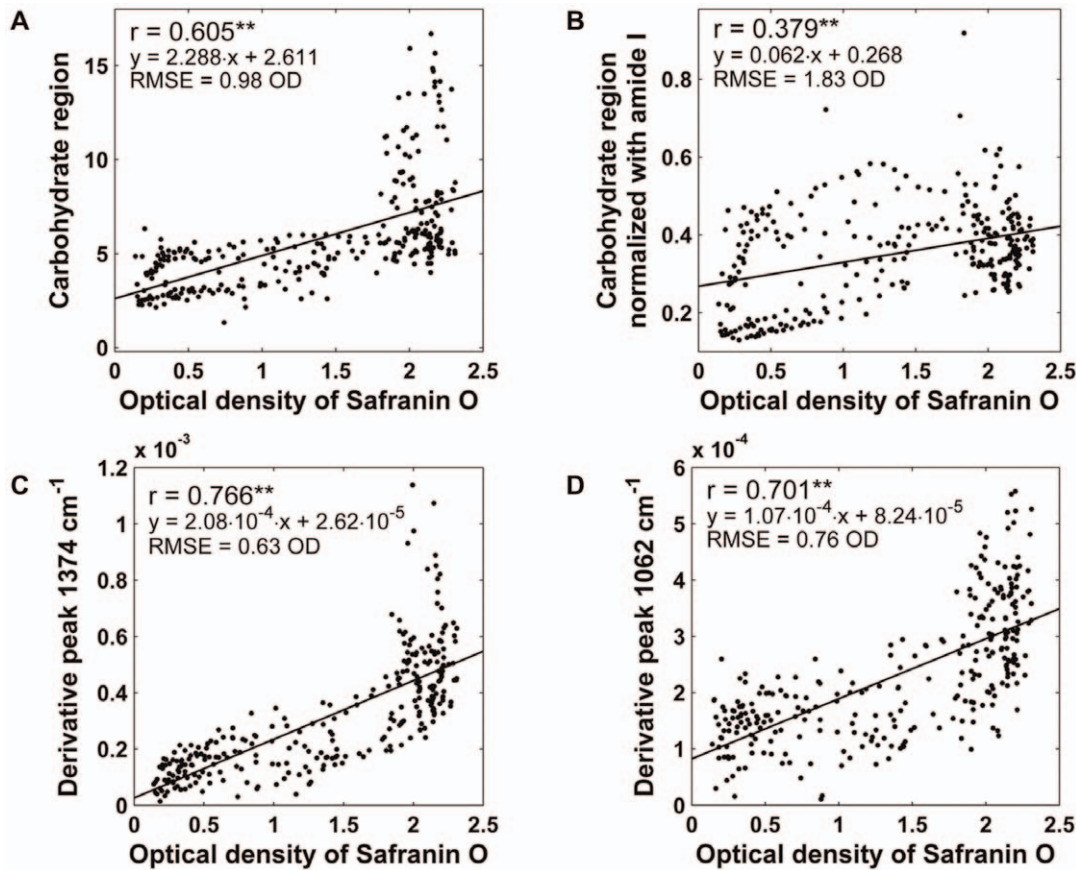 A
r = 0.605**
y = 2.288·x + 2.611
RMSE = 0.98 OD
Carbohydrate region
15
10
5
0
0 0.5 1 1.5 2 2.5
Optical density of Safranin O
B
r = 0.379**
y = 0.062·x + 0.268
RMSE = 1.83 OD
Carbohydrate region
normalized with amide I
0.8
0.6
0.4
0.2
0 0.5 1 1.5 2 2.5
Optical density of Safranin O
C
x 10⁻³
r = 0.766**
y = 2.08·10⁻⁴·x + 2.62·10⁻⁵
RMSE = 0.63 OD
Derivative peak 1374 cm⁻¹
1.2
1
0.8
0.6
0.4
0.2
0
0 0.5 1 1.5 2 2.5
Optical density of Safranin O
D
x 10⁻⁴
r = 0.701**
y = 1.07·10⁻⁴·x + 8.24·10⁻⁵
RMSE = 0.76 OD
Derivative peak 1062 cm⁻¹
6
5
4
3
2
1
0
0 0.5 1 1.5 2 2.5
Optical density of Safranin O